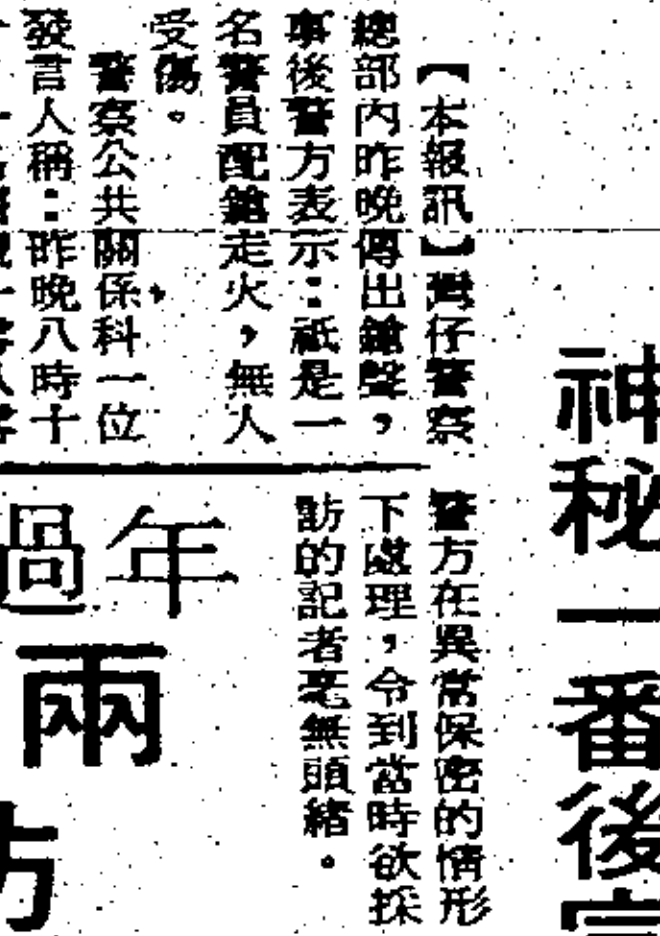 神秘一番後宣
【本報訊】灣仔警察
總部內昨晚傳出鎗聲，
事後警方表示：祇是一
名警員配鎗走火，無人
受傷。
警察公共關係科一位
發言人稱：昨晚八時十
警方在異常保密的情形
下處理，令到當時欲採
訪的記者毫無頭緒。
年過
兩